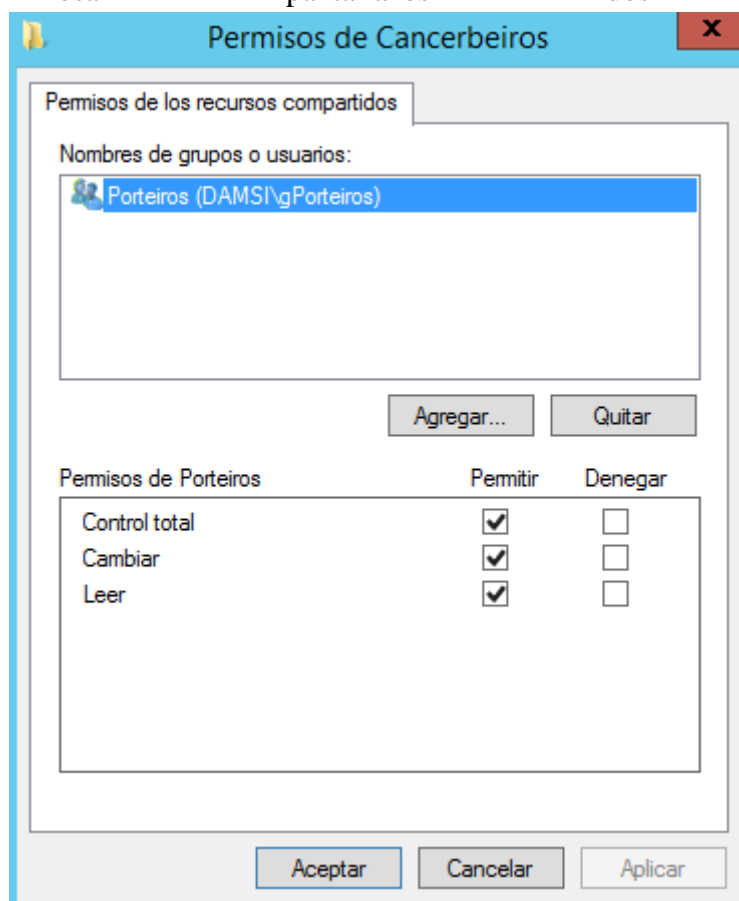 Permisos de Cancerbeiros
x
Permisos de los recursos compartidos
Nombres de grupos o usuarios:
Porteiros (DAMSI\gPorteiros)
Agregar... Quitar
Permisos de Porteiros Permitir Denegar
Control total
Cambiar
Leer
Aceptar Cancelar Aplicar